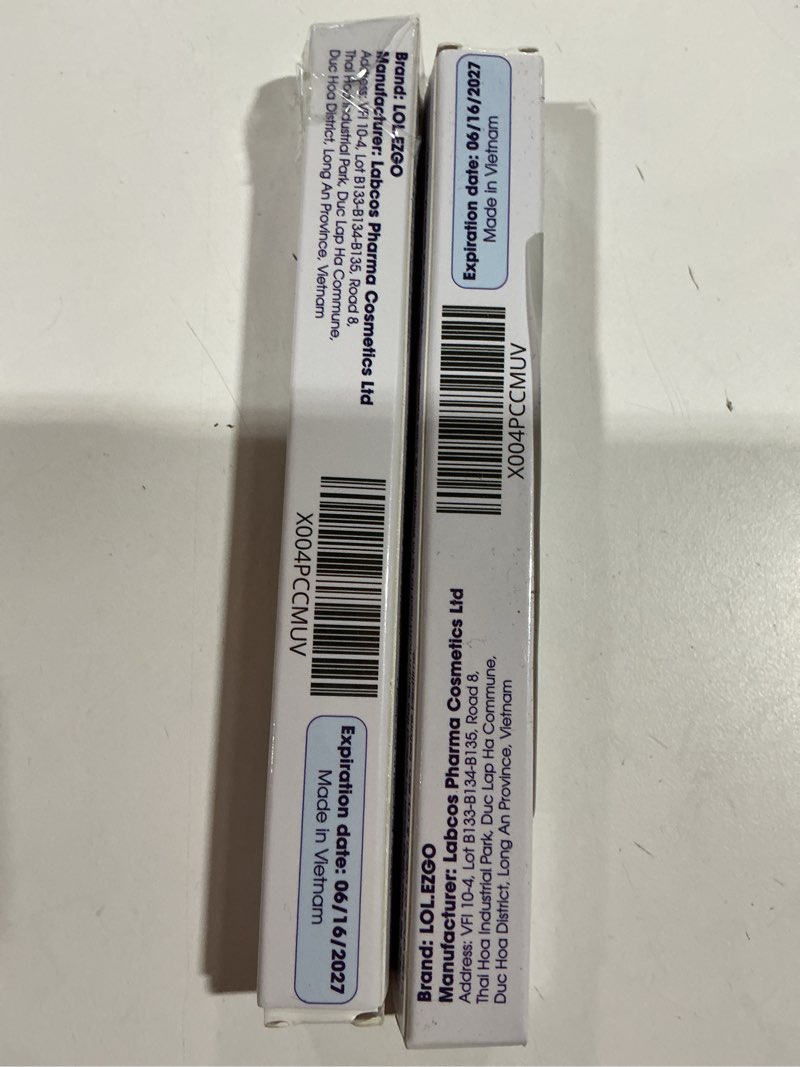 Brand: LOL.EZGO
Manufacturer: Labcos Pharma Cosmetics Ltd
Address: VFI 10-4, Lot B133-B134-B135, Road 8,
Thai Hoa Industrial Park, Duc Lap Ha Commune,
Duc Hoa District, Long An Province, Vietnam
X004PCCMUV
Expiration date: 06/16/2027
Made in Vietnam
Brand: LOL.EZGO
Manufacturer: Labcos Pharma Cosmetics Ltd
Address: VFI 10-4, Lot B133-B134-B135, Road 8,
Thai Hoa Industrial Park, Duc Lap Ha Commune,
Duc Hoa District, Long An Province, Vietnam
X004PCCMUV
Expiration date: 06/16/2027
Made in Vietnam